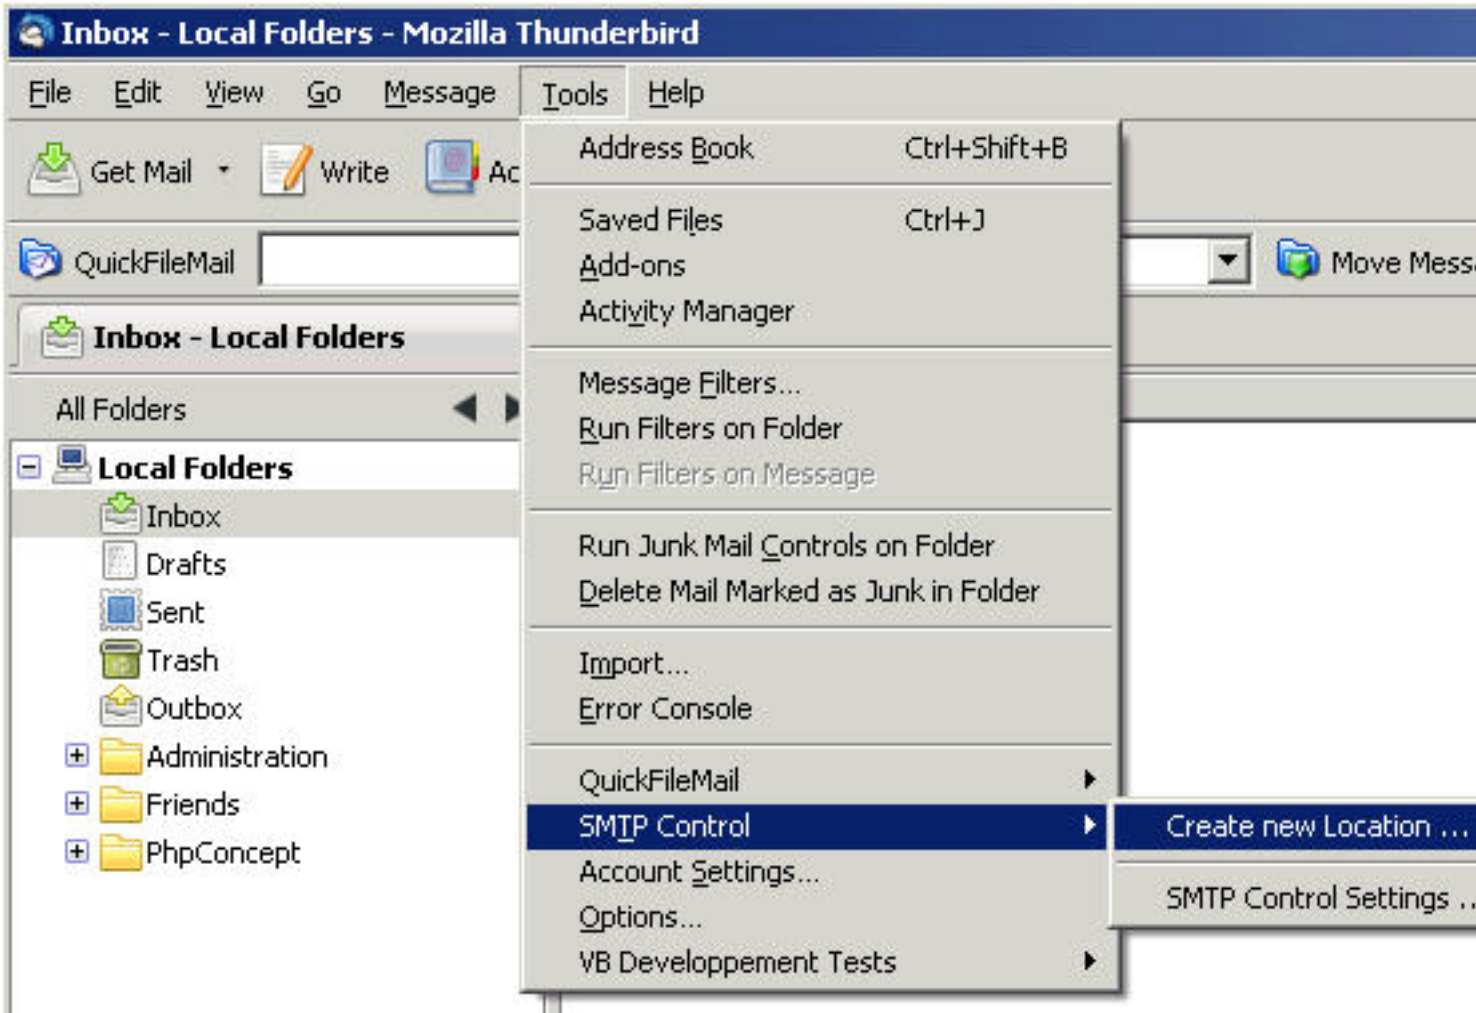 Inbox - Local Folders - Mozilla Thunderbird
File Edit View Go Message Tools Help
Get Mail Write Ac
QuickFileMail Move Messa
Inbox - Local Folders
All Folders
Local Folders
Inbox
Drafts
Sent
Trash
Outbox
Administration
Friends
PhpConcept
Address Book Ctrl+Shift+B
Saved Files Ctrl+J
Add-ons
Activity Manager
Message Filters...
Run Filters on Folder
Run Filters on Message
Run Junk Mail Controls on Folder
Delete Mail Marked as Junk in Folder
Import...
Error Console
QuickFileMail
SMTP Control
Account Settings...
Options...
VB Developpement Tests
Create new Location ...
SMTP Control Settings ..